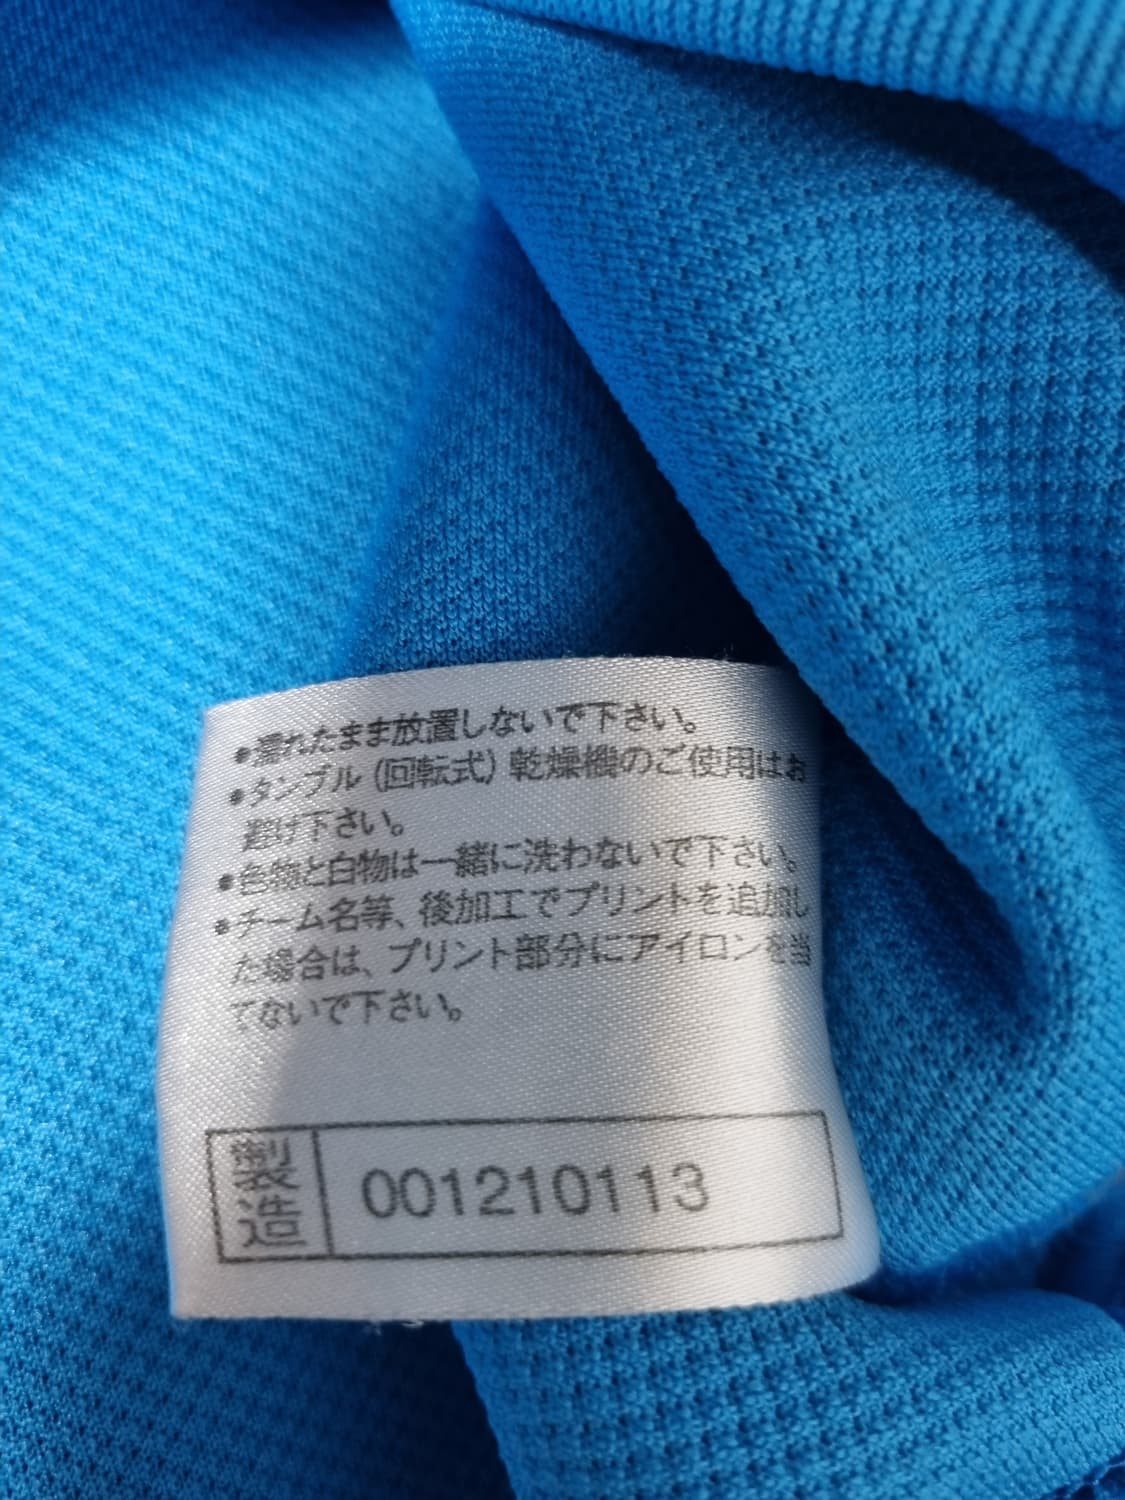 ●濡れたまま放置しないで下さい。
●タンブル(回転式)乾燥機のご使用はお
避け下さい。
●色物と白物は一緒に洗わないで下さい。
●チーム名等、後加工でプリントを追加し
た場合は、プリント部分にアイロンを当
てないで下さい。
製造 001210113